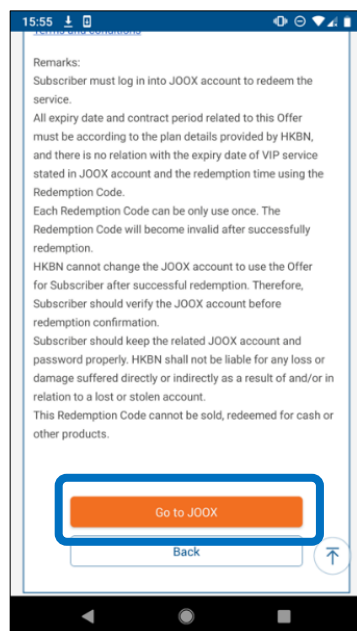 15:55
Terms and conditions
Remarks:
Subscriber must log in into JOOX account to redeem the
service.
All expiry date and contract period related to this Offer
must be according to the plan details provided by HKBN,
and there is no relation with the expiry date of VIP service
stated in JOOX account and the redemption time using the
Redemption Code.
Each Redemption Code can be only use once. The
Redemption Code will become invalid after successfully
redemption.
HKBN cannot change the JOOX account to use the Offer
for Subscriber after successful redemption. Therefore,
Subscriber should verify the JOOX account before
redemption confirmation.
Subscriber should keep the related JOOX account and
password properly. HKBN shall not be liable for any loss or
damage suffered directly or indirectly as a result of and/or in
relation to a lost or stolen account.
This Redemption Code cannot be sold, redeemed for cash or
other products.
Go to JOOX
Back